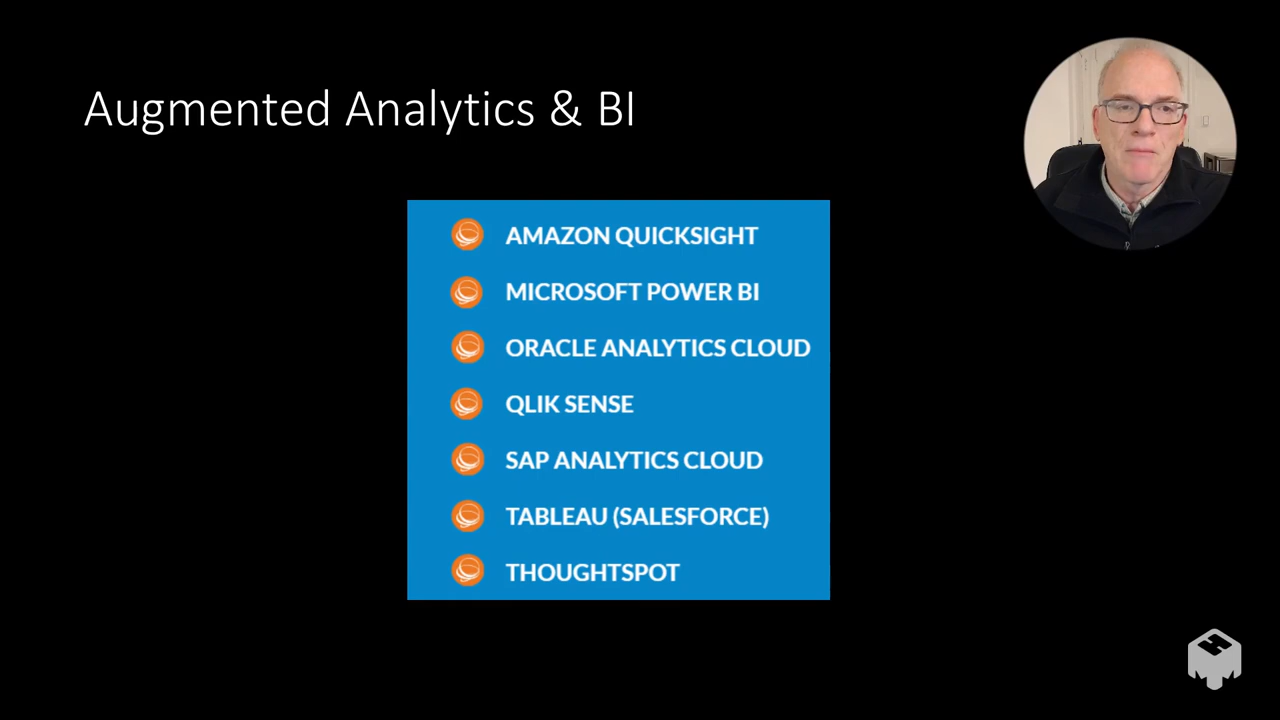 Augmented Analytics & BI
AMAZON QUICKSIGHT
MICROSOFT POWER BI
ORACLE ANALYTICS CLOUD
QLIK SENSE
SAP ANALYTICS CLOUD
TABLEAU (SALESFORCE)
THOUGHTSPOT